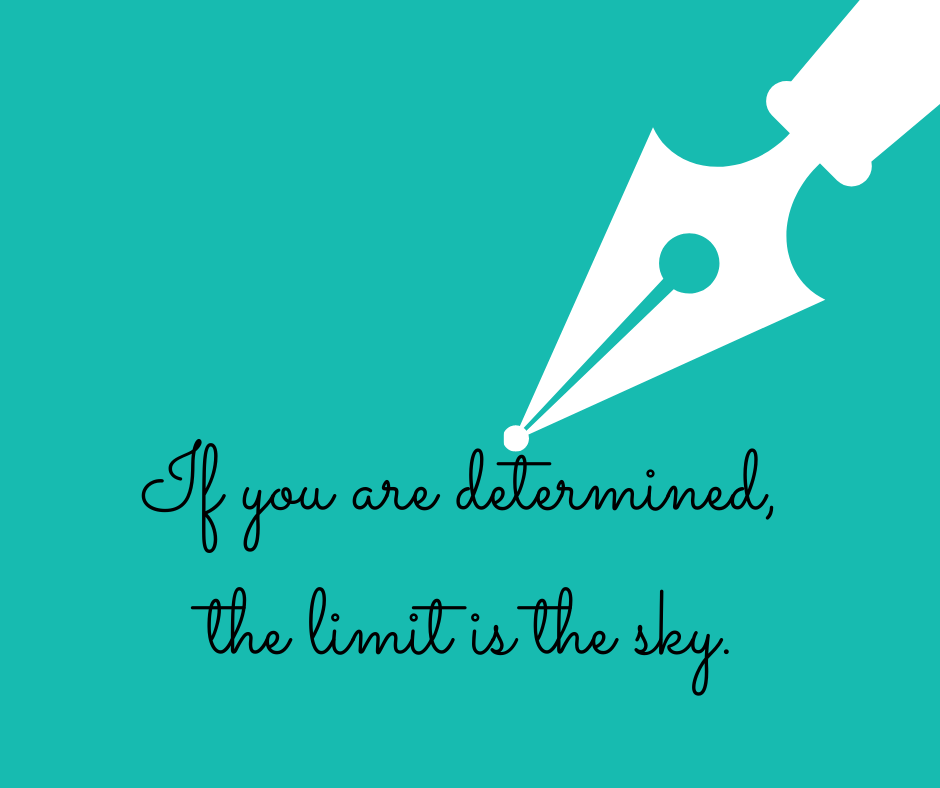 If you are determined,
the limit is the sky.